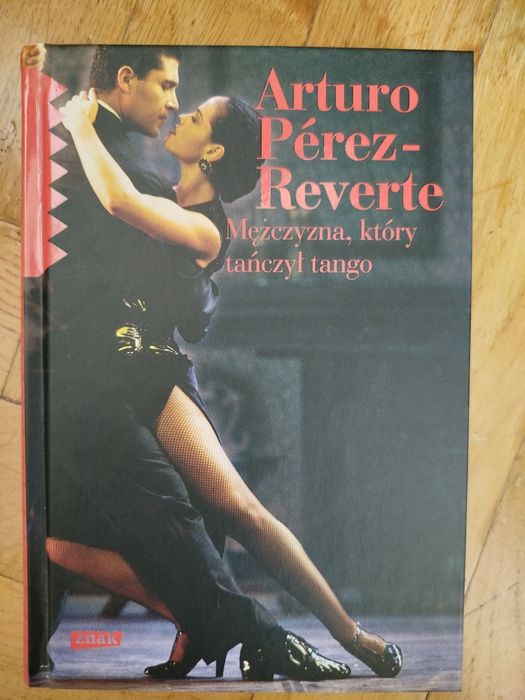 Arturo
Pérez-
Reverte
Mężczyzna, który
tańczył tango
znak